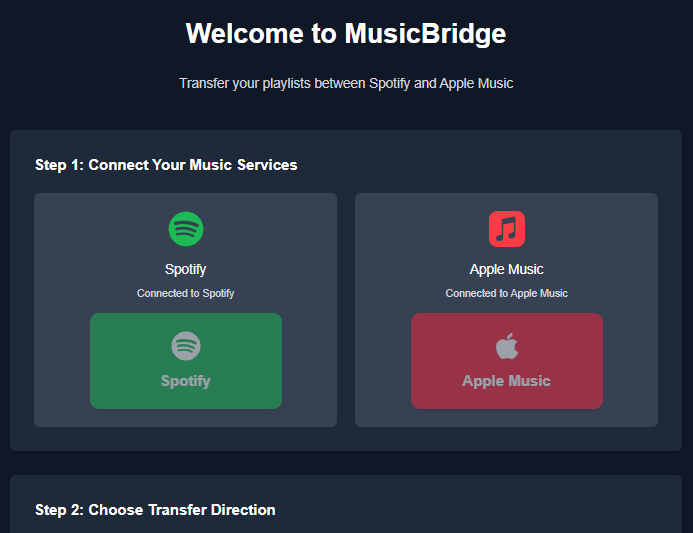 Welcome to MusicBridge
Transfer your playlists between Spotify and Apple Music
Step 1: Connect Your Music Services
Spotify
Connected to Spotify
Spotify
Apple Music
Connected to Apple Music
Apple Music
Step 2: Choose Transfer Direction